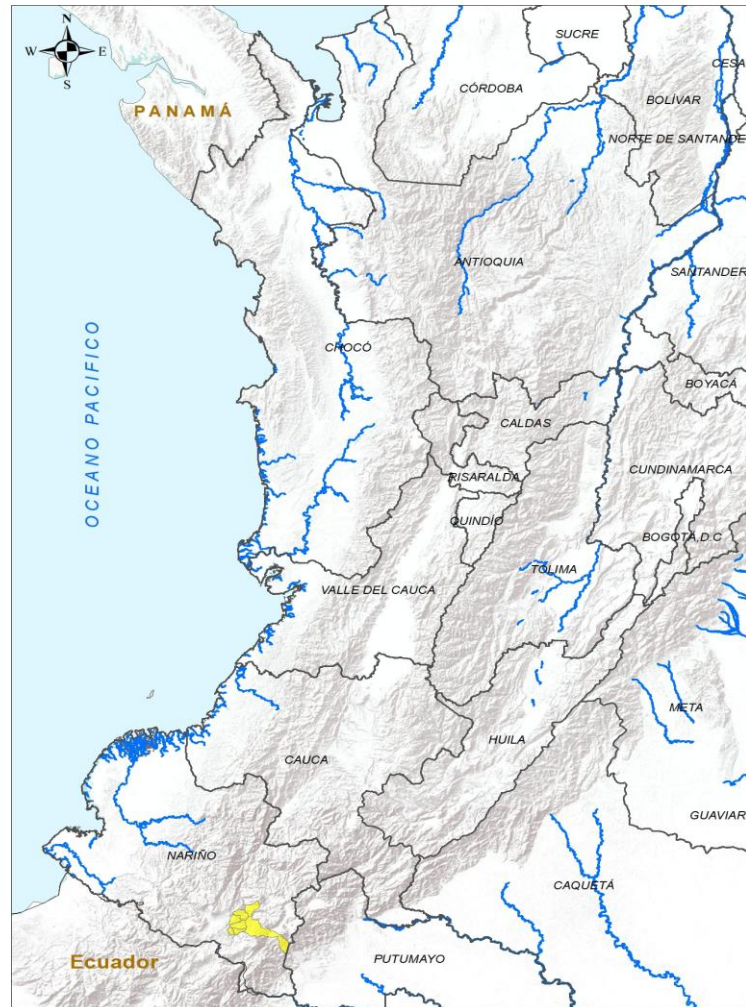 N
W E
S
SUCRE
CESA
CÓRDOBA
BOLÍVAR
PANAMÁ
NORTE DE SANTANDE
ANTIOQUIA
SANTANDER
CHOCÓ
BOYACÁ
CALDAS
CUNDINAMARCA
RISARALDA
QUINDÍO
BOGOTÁ,D.C
OCEANO PACIFICO
TOLIMA
VALLE DEL CAUCA
META
HUILA
CAUCA
GUAVIAR
NARIÑO
CAQUETÁ
Ecuador
PUTUMAYO